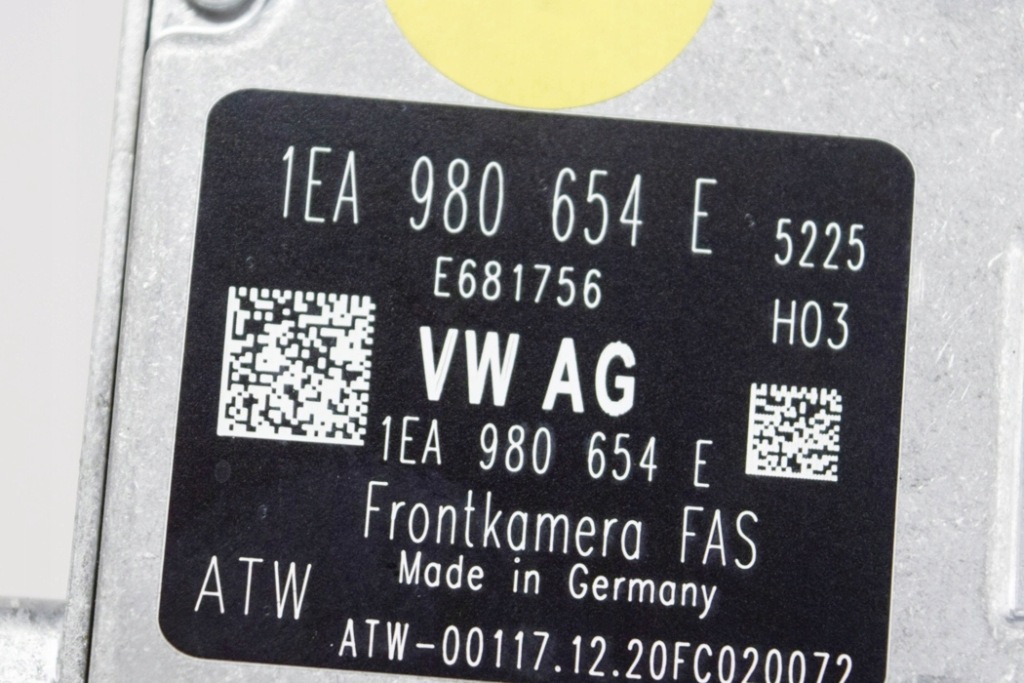 1EA 980 654 E
5225
E681756
H03
VW AG
1EA 980 654 E
Frontkamera FAS
Made in Germany
ATW
ATW-00117.12.20FC020072